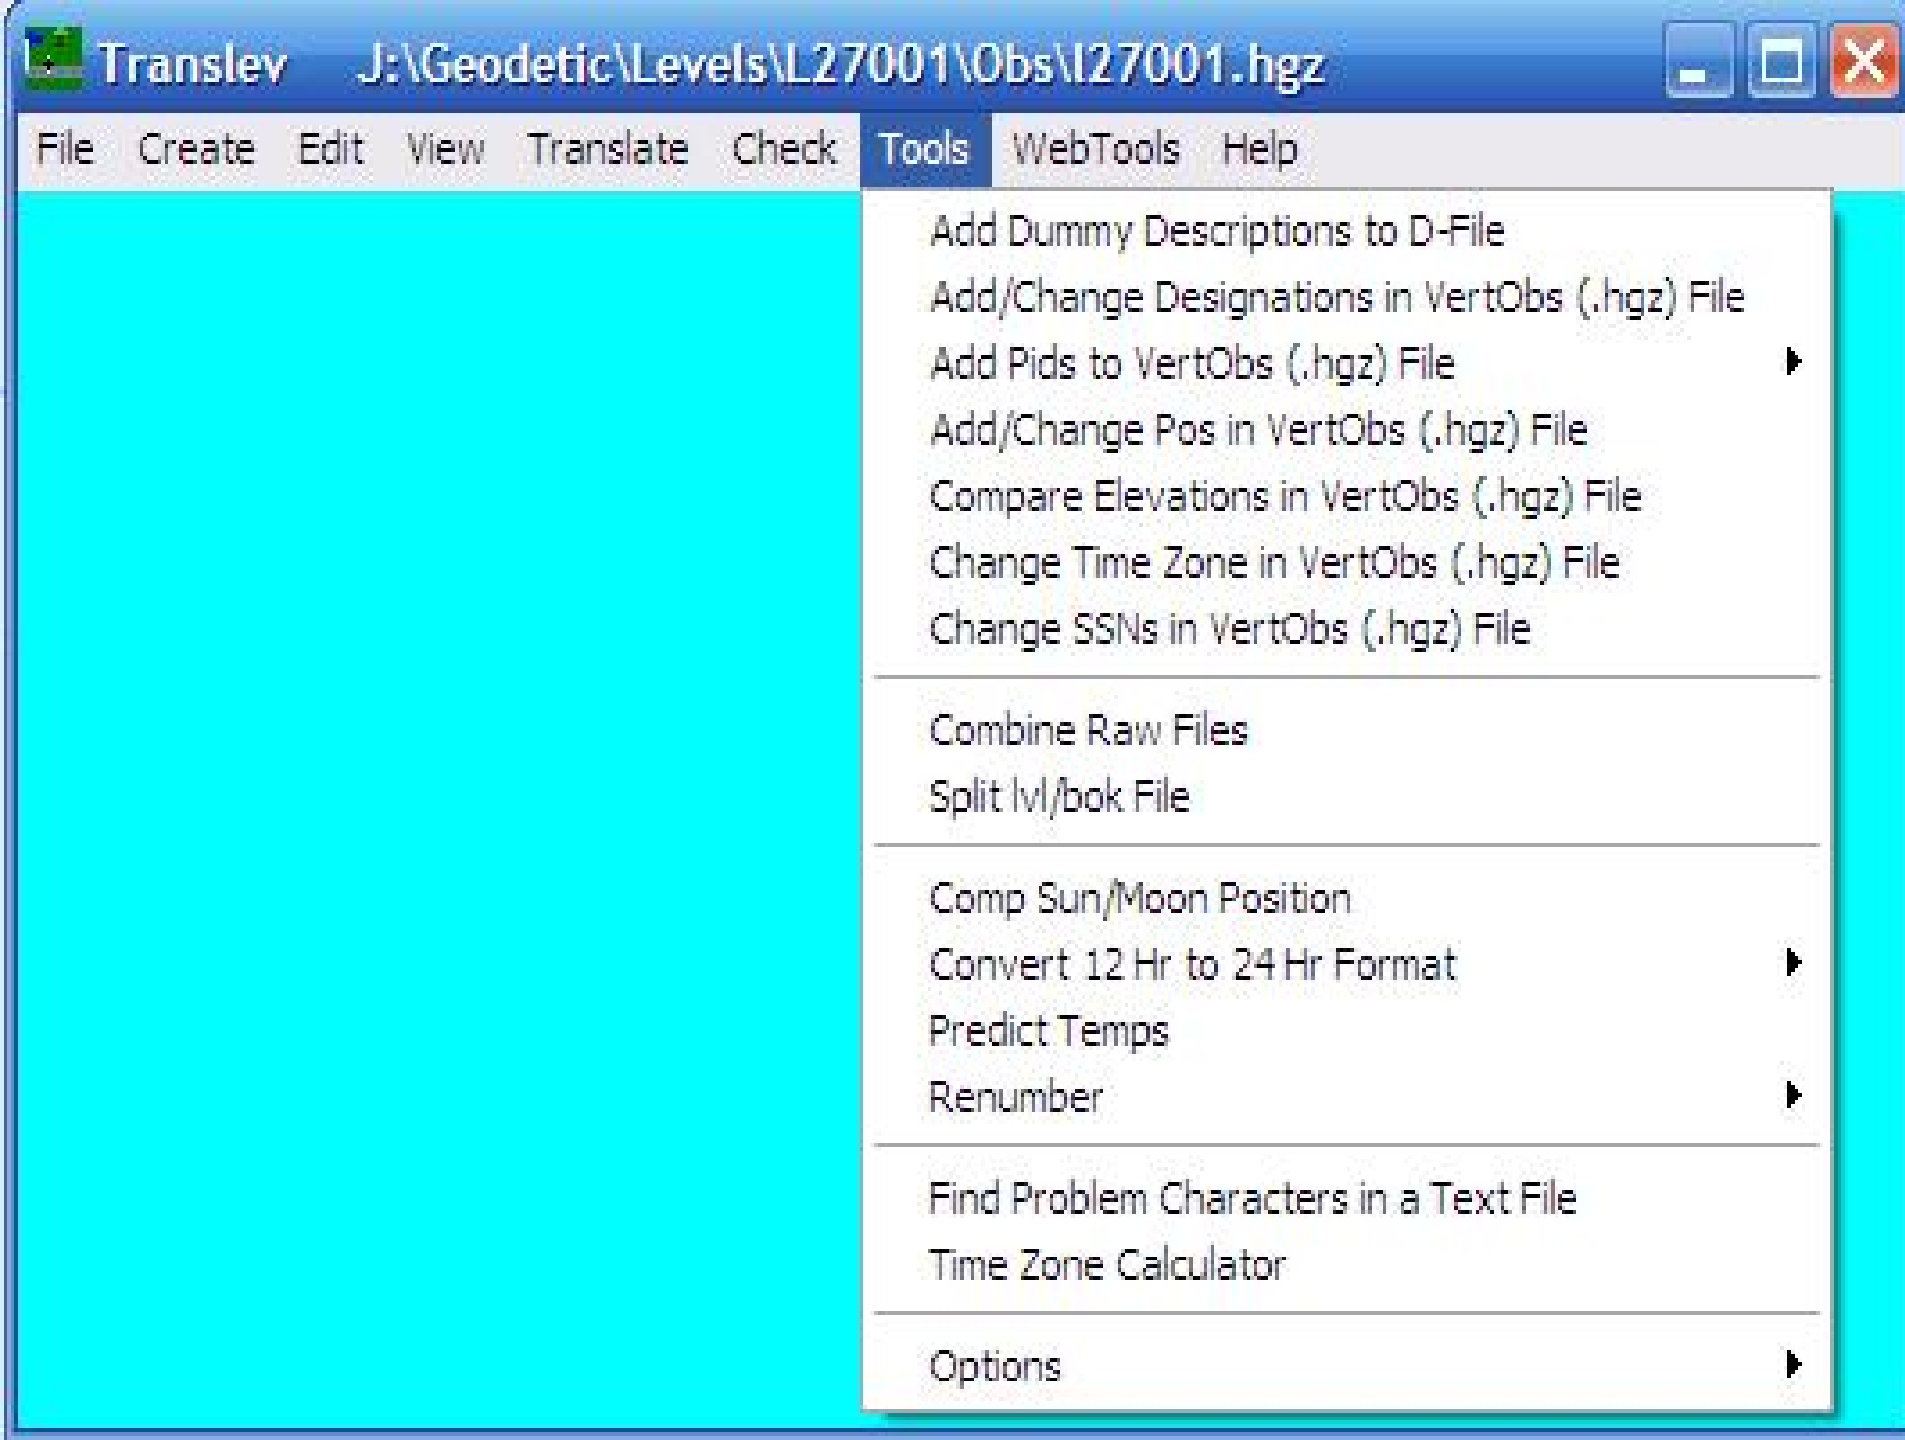 Translev J:\Geodetic\Levels\L27001\Obs\l27001.hgz
File Create Edit View Translate Check Tools WebTools Help
Add Dummy Descriptions to D-File
Add/Change Designations in VertObs (.hgz) File
Add Pids to VertObs (.hgz) File
Add/Change Pos in VertObs (.hgz) File
Compare Elevations in VertObs (.hgz) File
Change Time Zone in VertObs (.hgz) File
Change SSNs in VertObs (.hgz) File
Combine Raw Files
Split lvl/bok File
Comp Sun/Moon Position
Convert 12 Hr to 24 Hr Format
Predict Temps
Renumber
Find Problem Characters in a Text File
Time Zone Calculator
Options